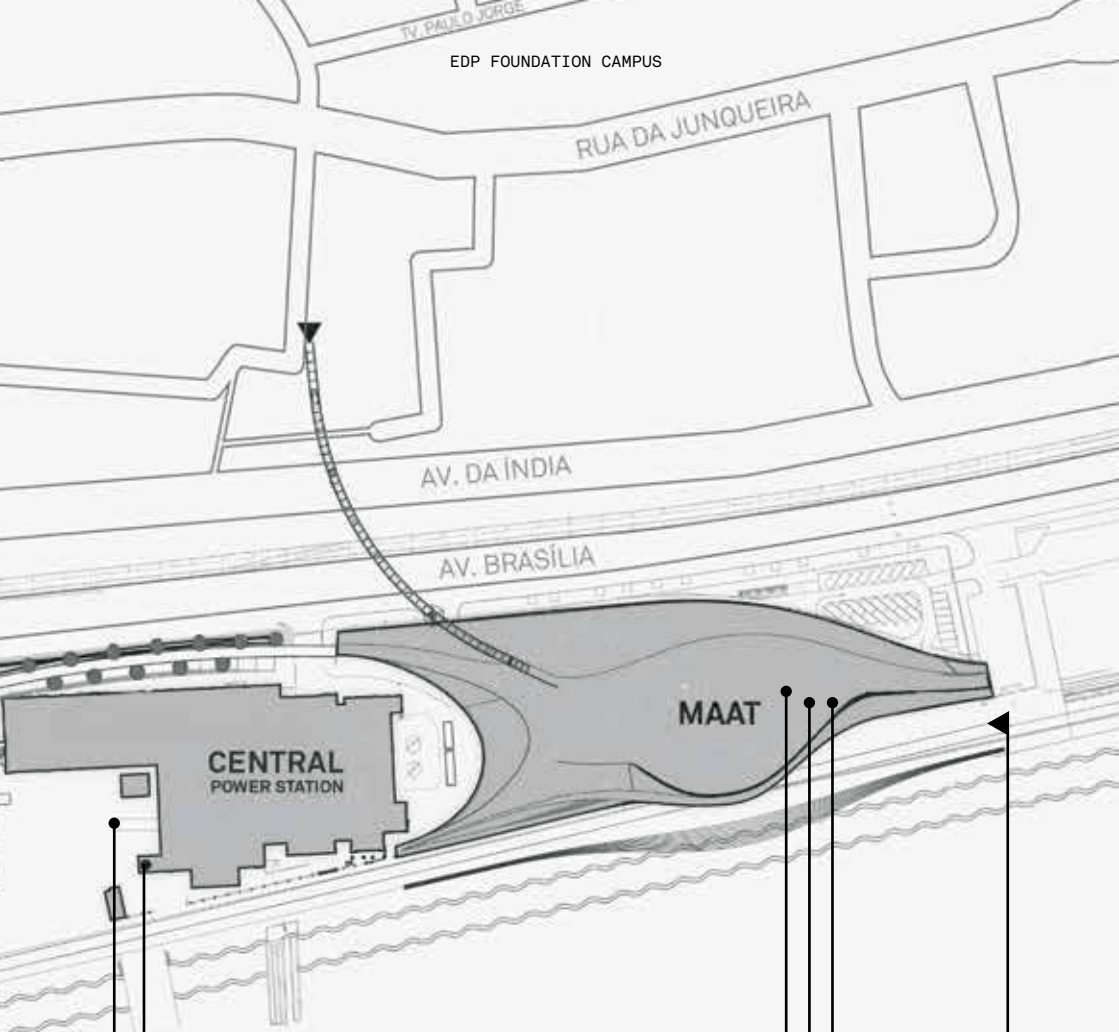 TV. PAULO JORGE
EDP FOUNDATION CAMPUS
RUA DA JUNQUEIRA
AV. DA ÍNDIA
AV. BRASÍLIA
MAAT
CENTRAL
POWER STATION